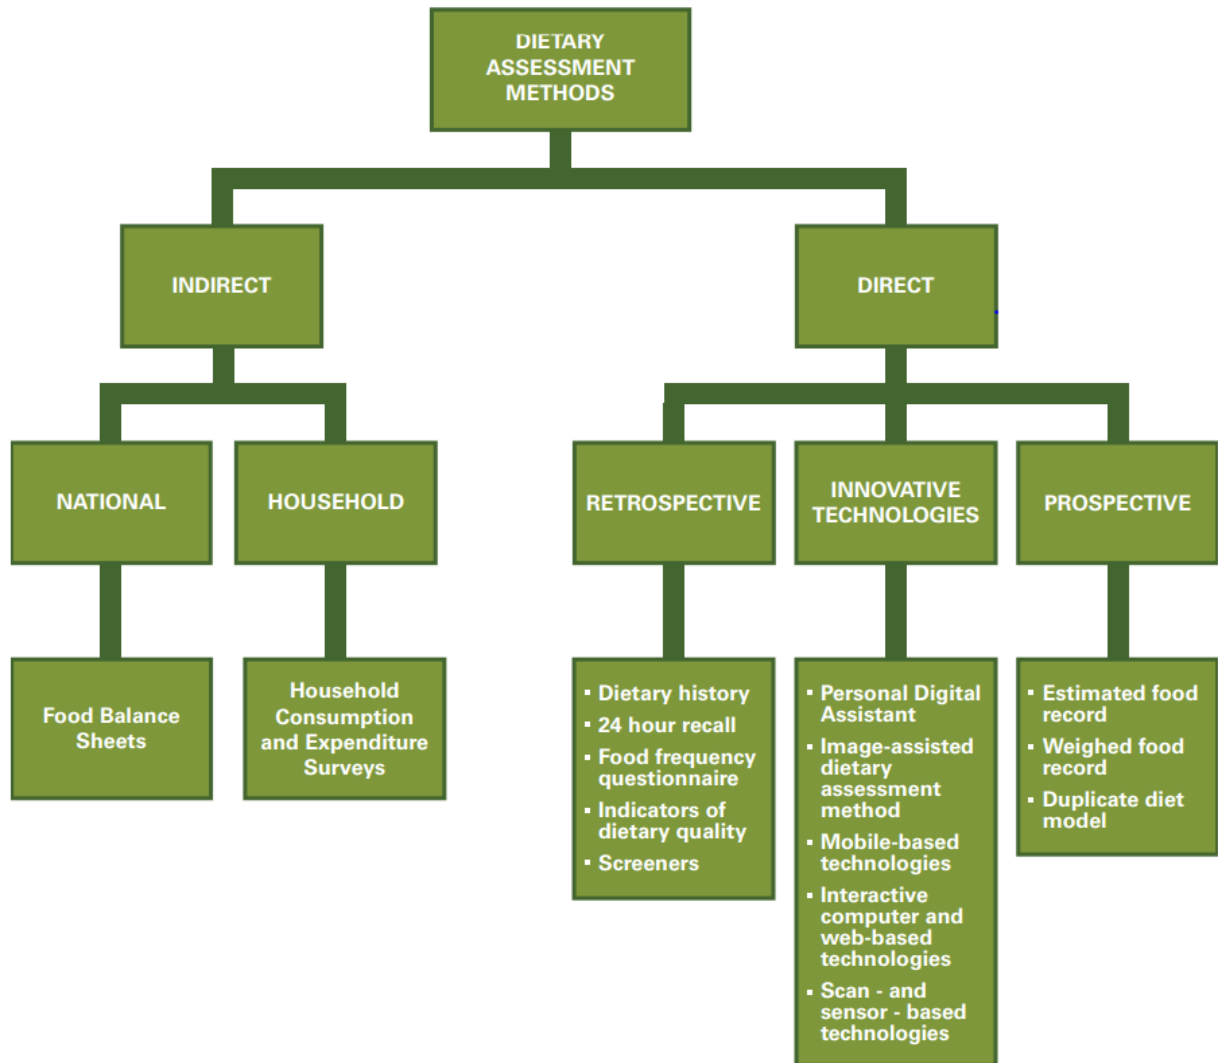 DIETARY
ASSESSMENT
METHODS
INDIRECT
DIRECT
NATIONAL
HOUSEHOLD
RETROSPECTIVE
INNOVATIVE
TECHNOLOGIES
PROSPECTIVE
Food Balance
Sheets
Household
Consumption
and Expenditure
Surveys
▪ Dietary history
▪ 24 hour recall
▪ Food frequency
questionnaire
▪ Indicators of
dietary quality
▪ Screeners
▪ Personal Digital
Assistant
▪ Image-assisted
dietary
assessment
method
▪ Mobile-based
technologies
▪ Interactive
computer and
web-based
technologies
▪ Scan - and
sensor - based
technologies
▪ Estimated food
record
▪ Weighed food
record
▪ Duplicate diet
model